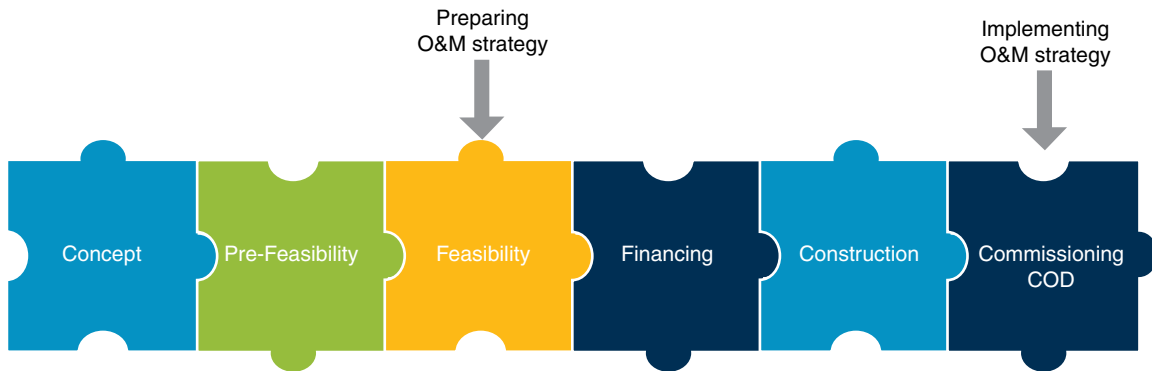 Preparing
O&M strategy
Implementing
O&M strategy
Concept
Pre-Feasibility
Feasibility
Financing
Construction
Commissioning
COD